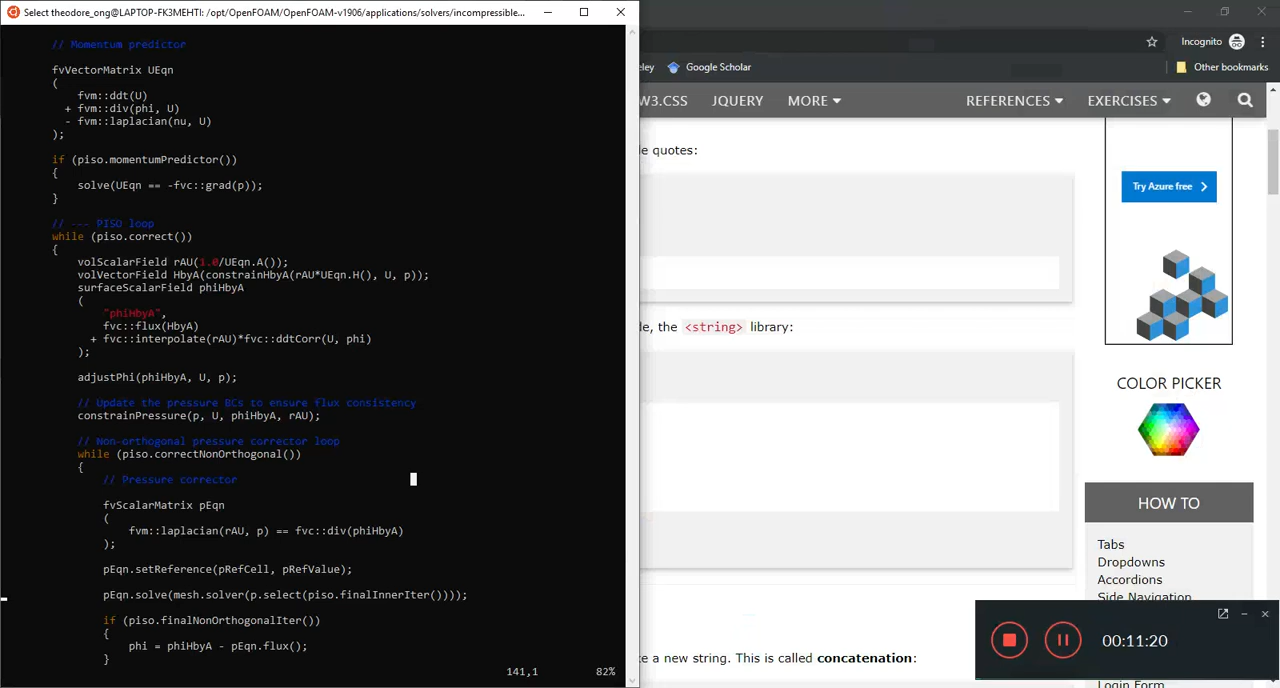 Select theodore_ong@LAPTOP-FK3MEHTI: /opt/OpenFOAM/OpenFOAM-v1906/applications/solvers/incompressible...
// Momentum predictor
fvVectorMatrix UEqn
(
fvm::ddt(U)
+ fvm::div(phi, U)
- fvm::laplacian(nu, U)
);
if (piso.momentumPredictor())
{
solve(UEqn == -fvc::grad(p));
}
// --- PISO loop
while (piso.correct())
{
volScalarField rAU(1.0/UEqn.A());
volVectorField HbyA(constrainHbyA(rAU*UEqn.H(), U, p));
surfaceScalarField phiHbyA
(
"phiHbyA",
fvc::flux(HbyA)
+ fvc::interpolate(rAU)*fvc::ddtCorr(U, phi)
);
adjustPhi(phiHbyA, U, p);
// Update the pressure BCs to ensure flux consistency
constrainPressure(p, U, phiHbyA, rAU);
// Non-orthogonal pressure corrector loop
while (piso.correctNonOrthogonal())
{
// Pressure corrector
fvScalarMatrix pEqn
(
fvm::laplacian(rAU, p) == fvc::div(phiHbyA)
);
pEqn.setReference(pRefCell, pRefValue);
pEqn.solve(mesh.solver(p.select(piso.finalInnerIter())));
if (piso.finalNonOrthogonalIter())
{
phi = phiHbyA - pEqn.flux();
}
141,1 82%
Incognito
eley Google Scholar
Other bookmarks
W3.CSS JQUERY MORE REFERENCES EXERCISES
le quotes:
Try Azure free
le, the <string> library:
COLOR PICKER
HOW TO
Tabs
Dropdowns
Accordions
Side Navigation
00:11:20
e a new string. This is called concatenation:
Login Form